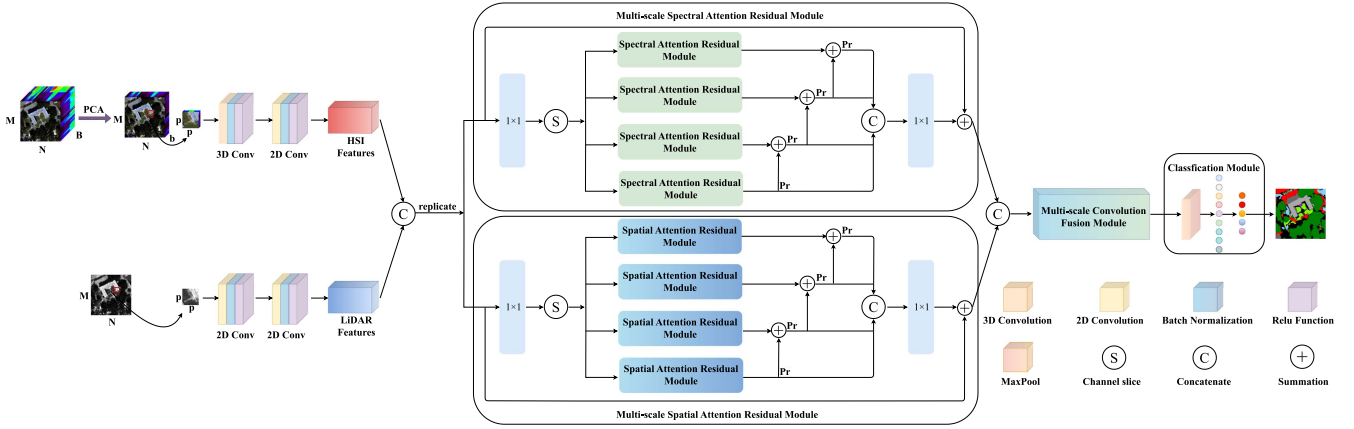 Multi-scale Spectral Attention Residual Module
PCA
M
N
B
M
N
b
p
p
3D Conv
2D Conv
HSI
Features
M
N
p
p
2D Conv
2D Conv
LiDAR
Features
C
replicate
1×1
S
Spectral Attention Residual
Module
Spectral Attention Residual
Module
Spectral Attention Residual
Module
Spectral Attention Residual
Module
Pr
Pr
Pr
Pr
C
1×1
1×1
S
Spatial Attention Residual
Module
Spatial Attention Residual
Module
Spatial Attention Residual
Module
Spatial Attention Residual
Module
Pr
Pr
Pr
Pr
C
1×1
Multi-scale Spatial Attention Residual Module
C
Multi-scale Convolution
Fusion Module
Classfication Module
3D Convolution
2D Convolution
Batch Normalization
Relu Function
MaxPool
S
Channel slice
C
Concatenate
Summation